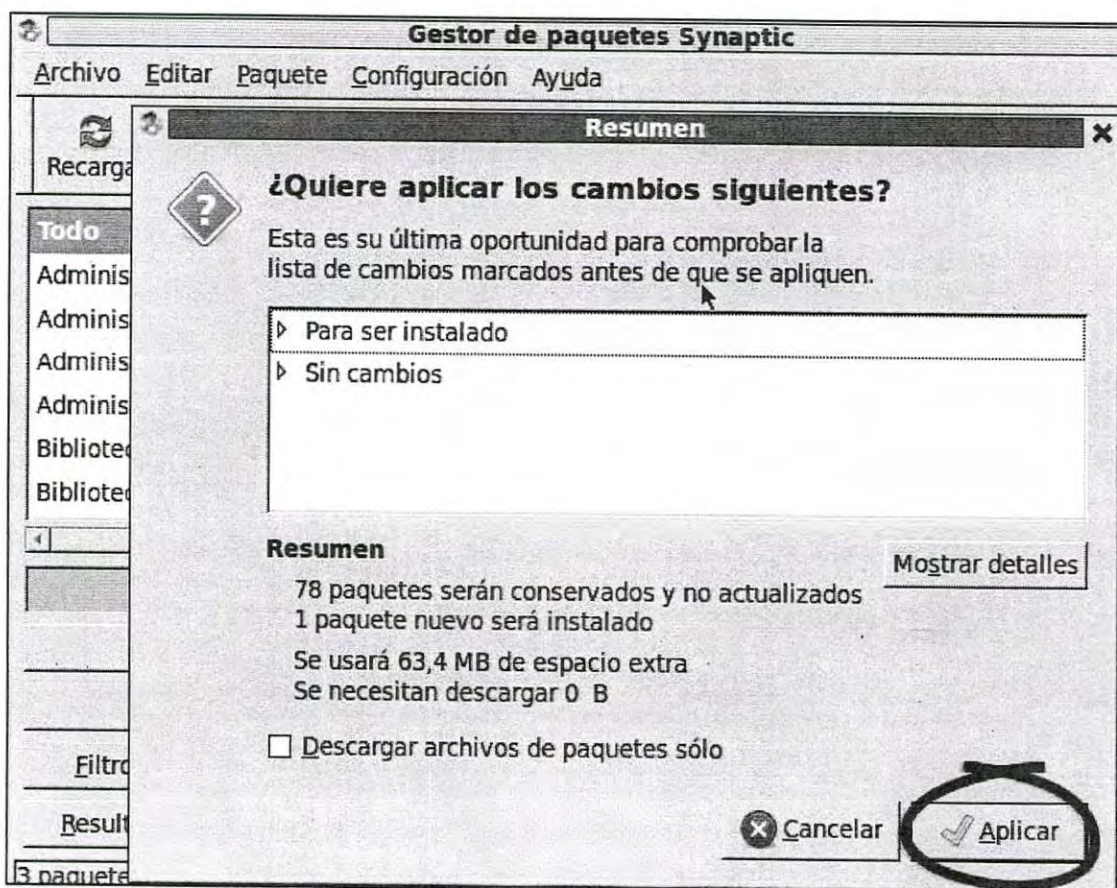 Gestor de paquetes Synaptic
Archivo Editar Paquete Configuración Ayuda
Recarga
Resumen
¿Quiere aplicar los cambios siguientes?
Esta es su última oportunidad para comprobar la
lista de cambios marcados antes de que se apliquen.
Todo
Adminis
Adminis
Adminis
Adminis
Bibliotec
Bibliotec
Para ser instalado
Sin cambios
Resumen
Mostrar detalles
78 paquetes serán conservados y no actualizados
1 paquete nuevo será instalado
Se usará 63,4 MB de espacio extra
Se necesitan descargar 0 B
Descargar archivos de paquetes sólo
Filtro
Result
Cancelar
Aplicar
3 paquete